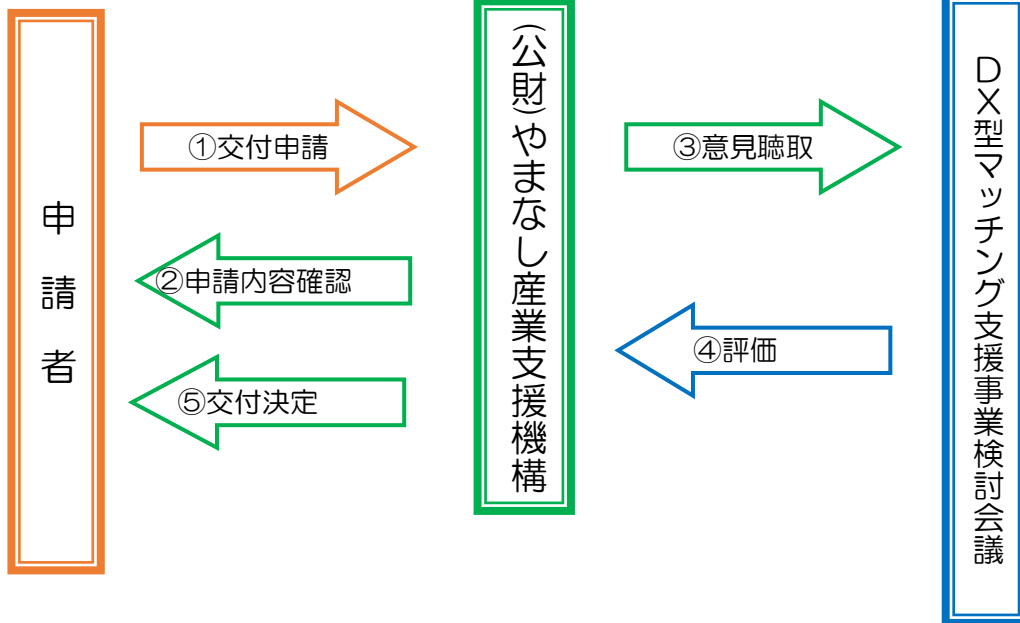 申請者
①交付申請
②申請内容確認
⑤交付決定
(公財)やまなし産業支援機構
③意見聴取
④評価
DX型マッチング支援事業検討会議